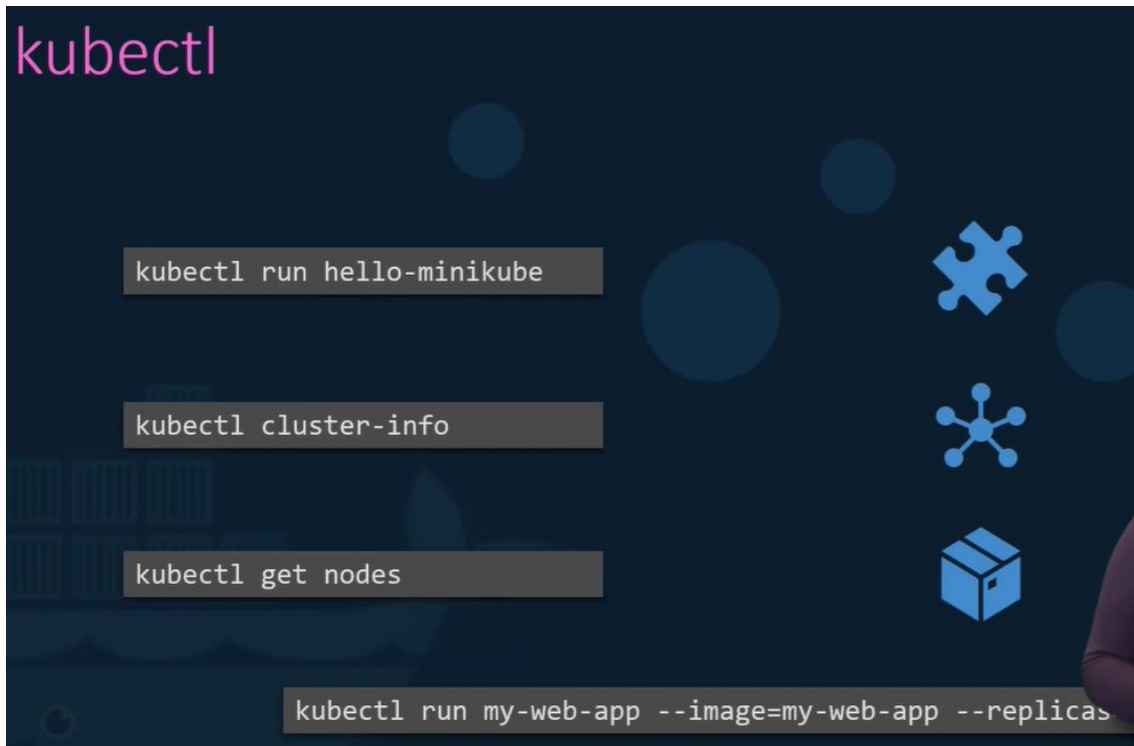 kubectl
kubectl run hello-minikube
kubectl cluster-info
kubectl get nodes
kubectl run my-web-app --image=my-web-app --replicas